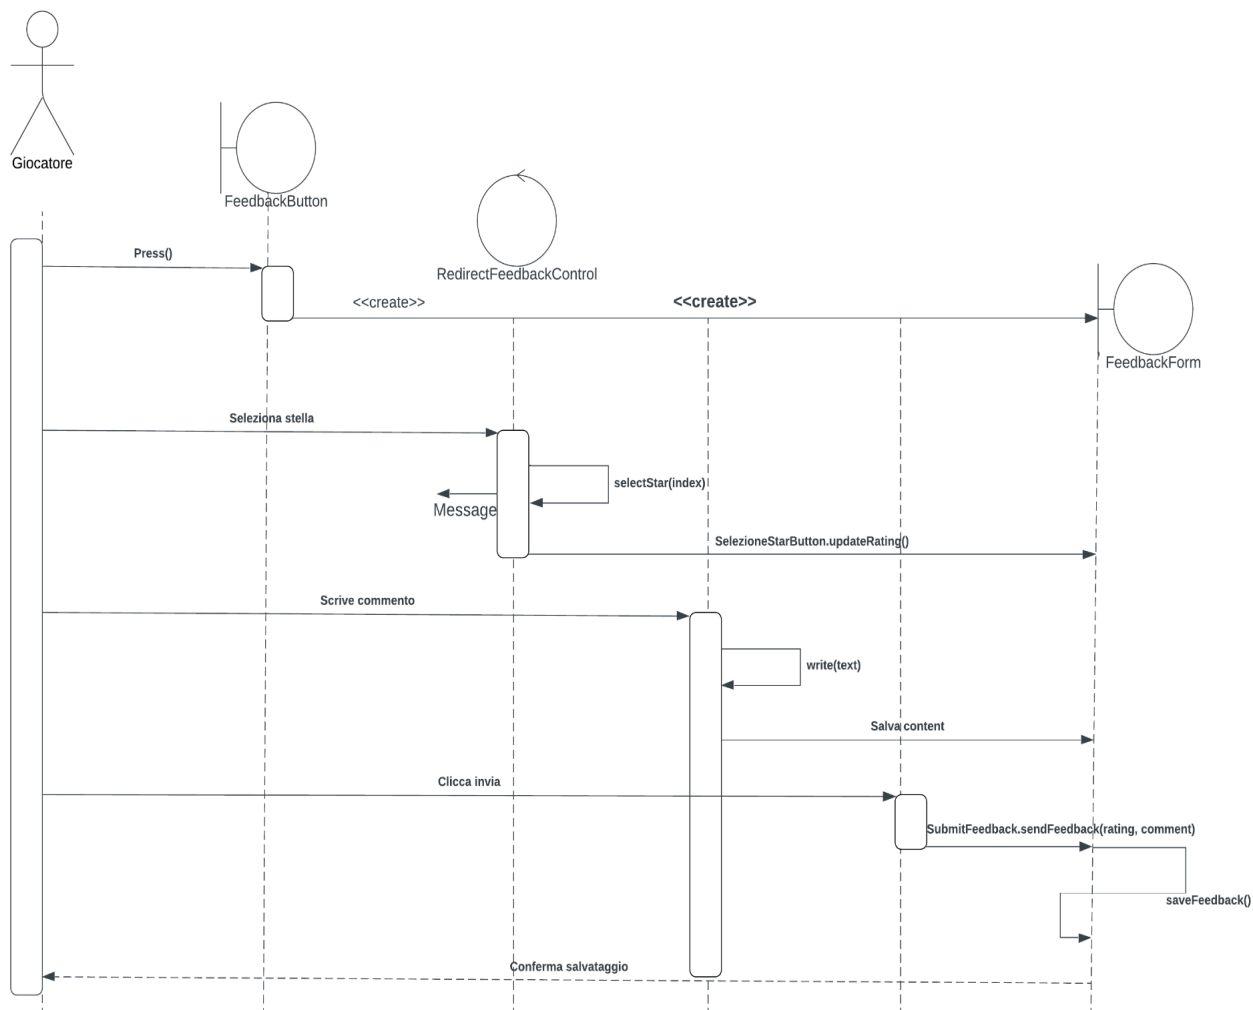 Giocatore
FeedbackButton
RedirectFeedbackControl
Press()
<<create>>
<<create>>
FeedbackForm
Seleziona stella
selectStar(index)
Message
SelezioneStarButton.updateRating()
Scrive commento
write(text)
Salva content
Clicca invia
SubmitFeedback.sendFeedback(rating, comment)
saveFeedback()
Conferma salvataggio